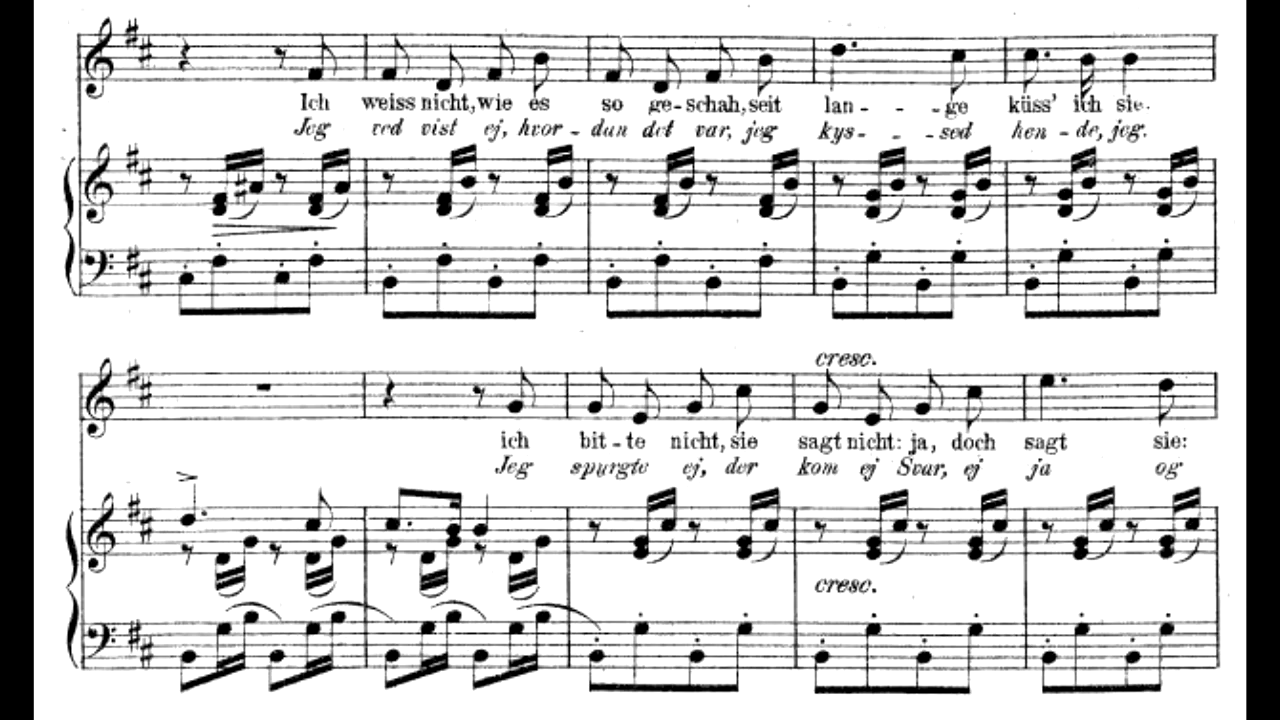 Ich weiss nicht, wie es so ge-schah, seit lan - - - ge küss' ich sie.
Jeg ved vist ej, hvor - dan det var, jeg kys - - - sed hen - de, jeg.
cresc.
ich bit - te nicht, sie sagt nicht: ja, doch sagt sie:
Jeg spurgte ej, der kom ej Svar, ej ja og
cresc.